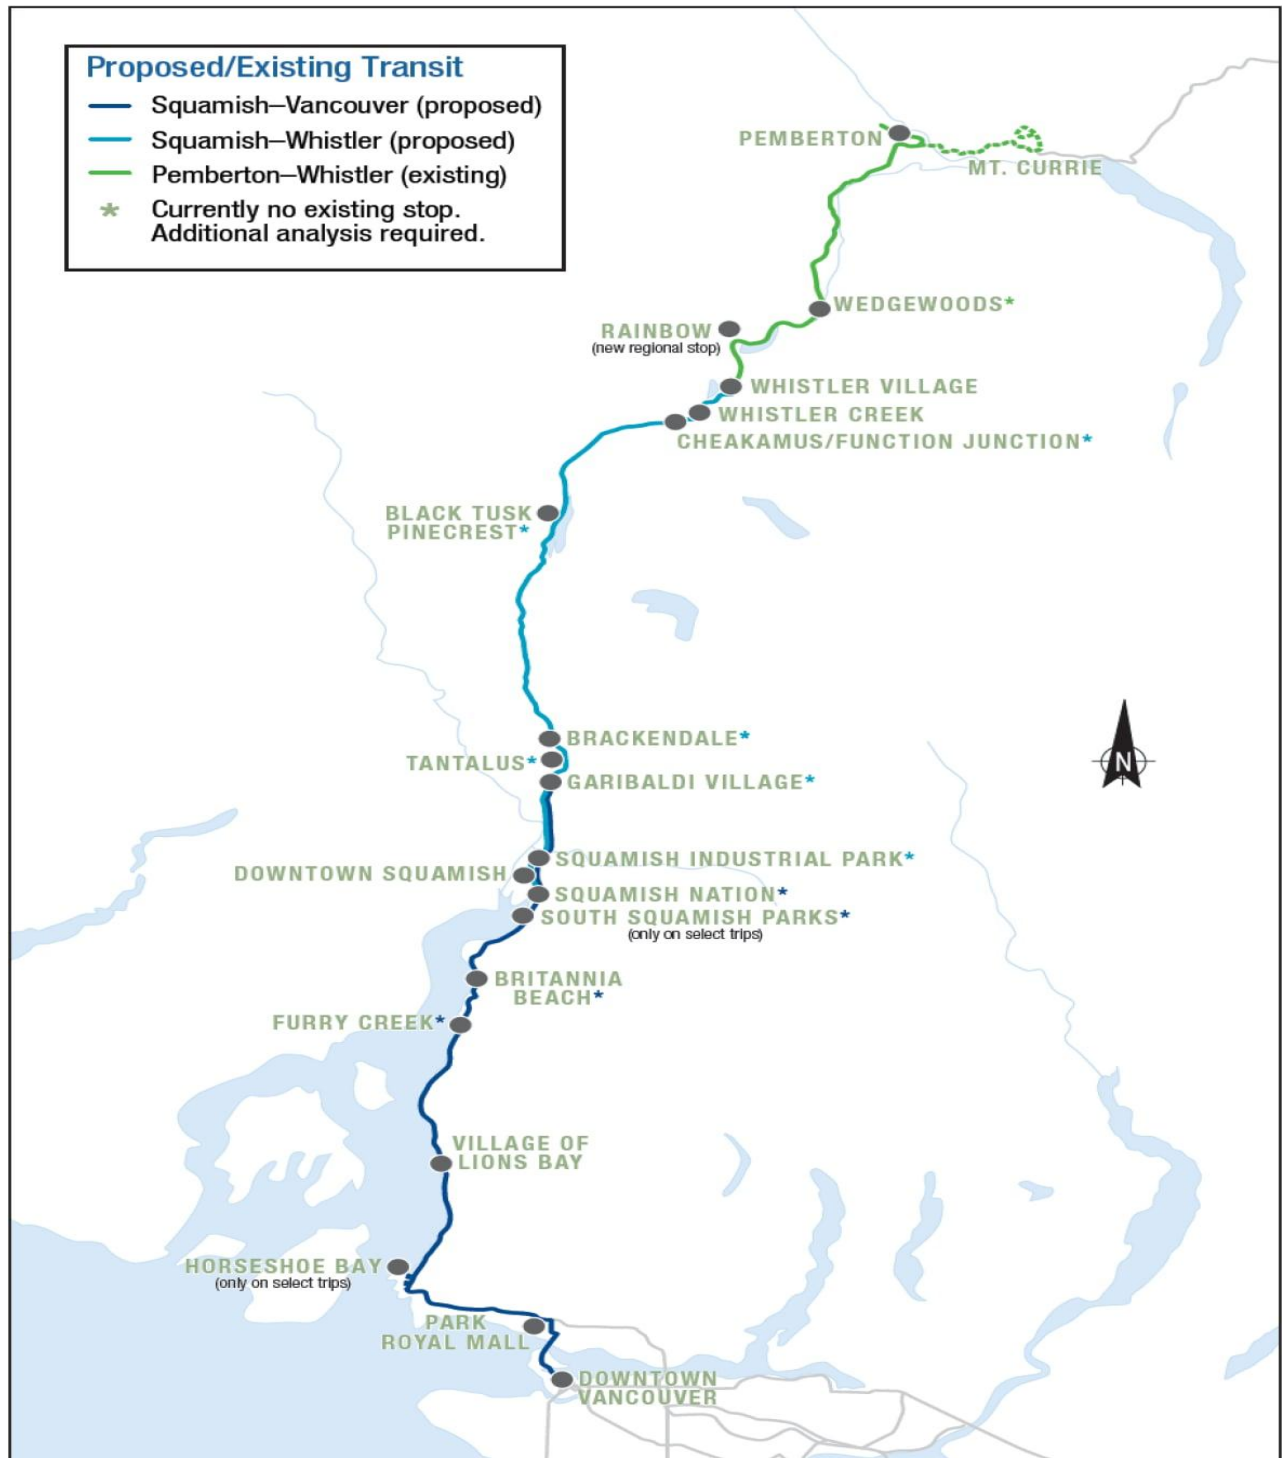 Proposed/Existing Transit
Squamish–Vancouver (proposed)
Squamish–Whistler (proposed)
Pemberton–Whistler (existing)
* Currently no existing stop.
Additional analysis required.
PEMBERTON
MT. CURRIE
WEDGEWOODS*
RAINBOW
(new regional stop)
WHISTLER VILLAGE
WHISTLER CREEK
CHEAKAMUS/FUNCTION JUNCTION*
BLACK TUSK
PINECREST*
BRACKENDALE*
TANTALUS*
GARIBALDI VILLAGE*
N
SQUAMISH INDUSTRIAL PARK*
DOWNTOWN SQUAMISH
SQUAMISH NATION*
SOUTH SQUAMISH PARKS*
(only on select trips)
BRITANNIA
BEACH*
FURRY CREEK*
VILLAGE OF
LIONS BAY
HORSESHOE BAY
(only on select trips)
PARK
ROYAL MALL
DOWNTOWN
VANCOUVER